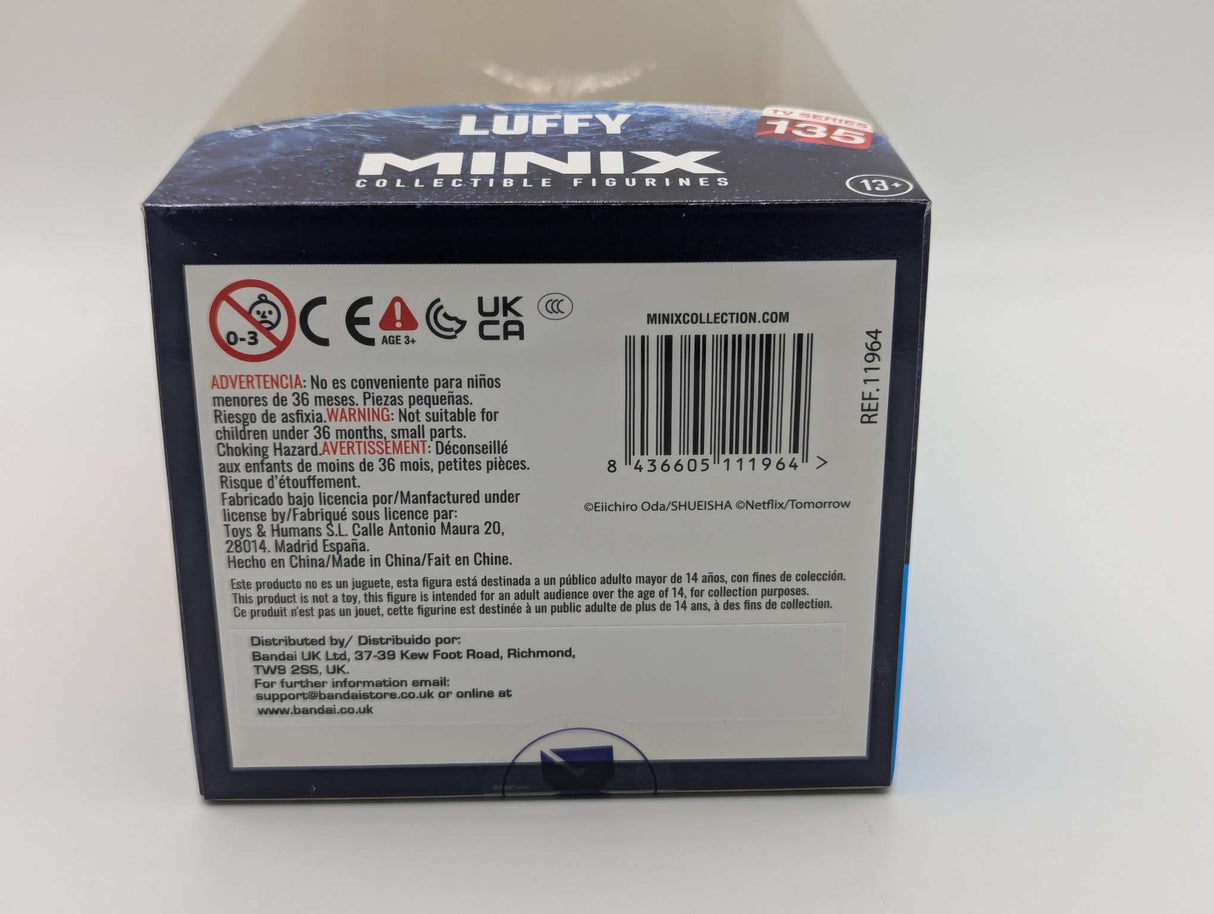 LUFFY
TV SERIES
135
MINIX
COLLECTIBLE FIGURINES
13+
0-3
CE
AGE 3+
UK
CA
CCC
MINIXCOLLECTION.COM
REF.11964
8 436605 111964 >
©Eiichiro Oda/SHUEISHA ©Netflix/Tomorrow
ADVERTENCIA: No es conveniente para niños
menores de 36 meses. Piezas pequeñas.
Riesgo de asfixia.WARNING: Not suitable for
children under 36 months, small parts.
Choking Hazard.AVERTISSEMENT: Déconseillé
aux enfants de moins de 36 mois, petites pièces.
Risque d'étouffement.
Fabricado bajo licencia por/Manfactured under
license by/Fabriqué sous licence par:
Toys & Humans S.L. Calle Antonio Maura 20,
28014. Madrid España.
Hecho en China/Made in China/Fait en Chine.
Este producto no es un juguete, esta figura está destinada a un público adulto mayor de 14 años, con fines de colección.
This product is not a toy, this figure is intended for an adult audience over the age of 14, for collection purposes.
Ce produit n'est pas un jouet, cette figurine est destinée à un public adulte de plus de 14 ans, à des fins de collection.
Distributed by/ Distribuido por:
Bandai UK Ltd, 37-39 Kew Foot Road, Richmond,
TW9 2SS, UK.
For further information email:
support@bandaistore.co.uk or online at
www.bandai.co.uk